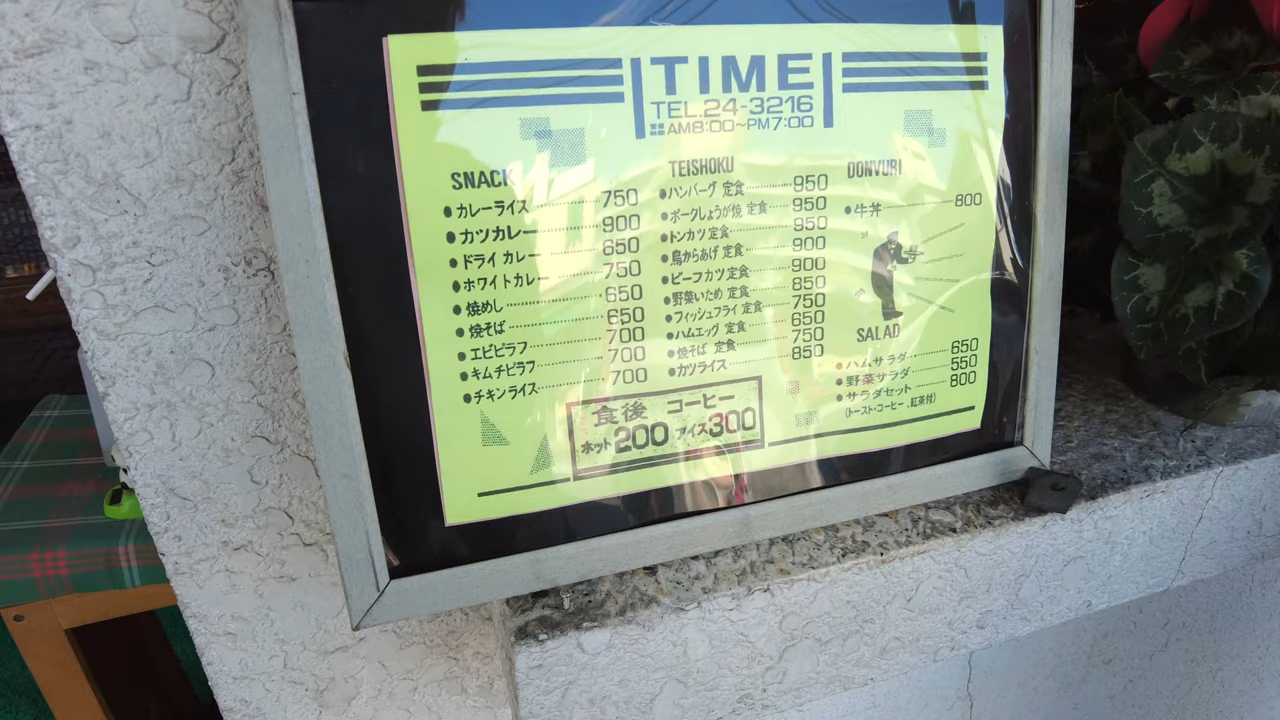 TIME
TEL.24-3216
営業 AM8:00~PM7:00
SNACK
●カレーライス 750
●カツカレー 900
●ドライカレー 650
●ホワイトカレー 750
●焼めし 650
●焼そば 650
●エビピラフ 700
●キムチピラフ 700
●チキンライス 700
TEISHOKU
●ハンバーグ 定食 950
●ポークしょうが焼 定食 950
●トンカツ 定食 950
●鳥からあげ 定食 900
●ビーフカツ 定食 900
●野菜いため 定食 850
●フィッシュフライ 定食 750
●ハムエッグ 定食 650
●焼そば 定食 750
●カツライス 850
DONVURI
●牛丼 800
SALAD
●ハムサラダ 650
●野菜サラダ 550
●サラダセット 800
(トースト・コーヒー、紅茶付)
食後 コーヒー
ホット200 アイス300